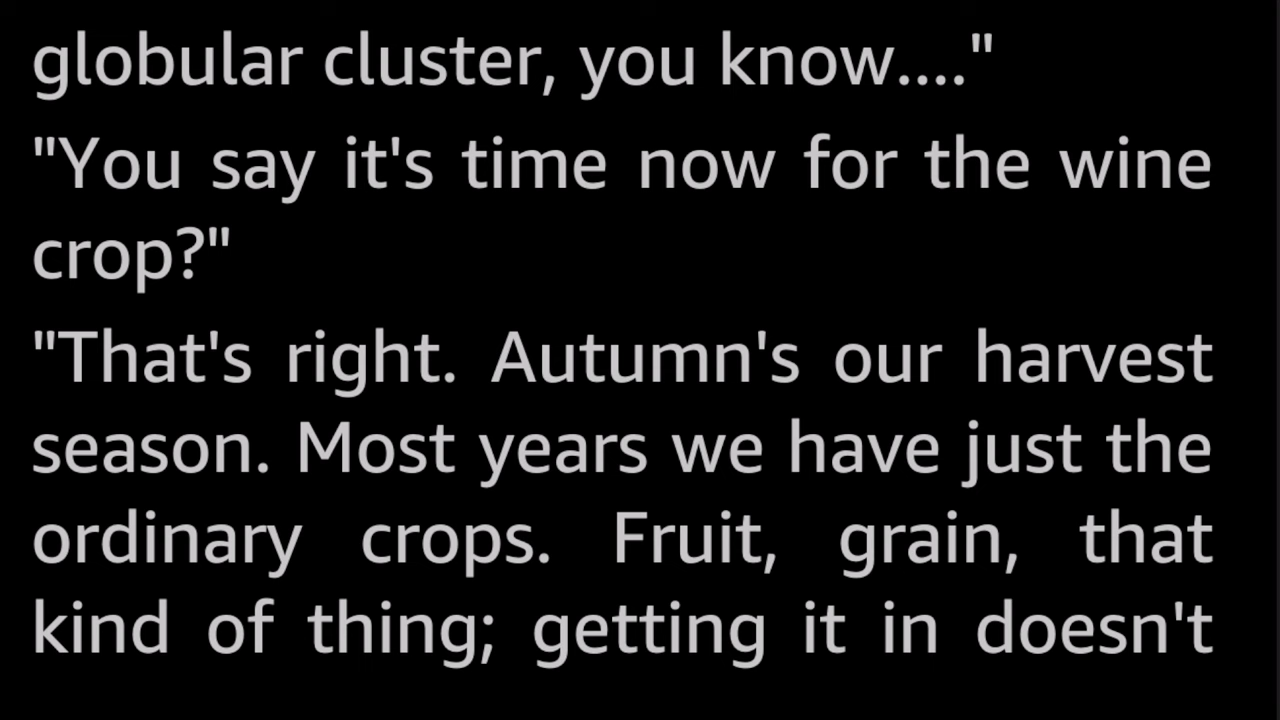 globular cluster, you know...."
"You say it's time now for the wine
crop?"
"That's right. Autumn's our harvest
season. Most years we have just the
ordinary crops. Fruit, grain, that
kind of thing; getting it in doesn't